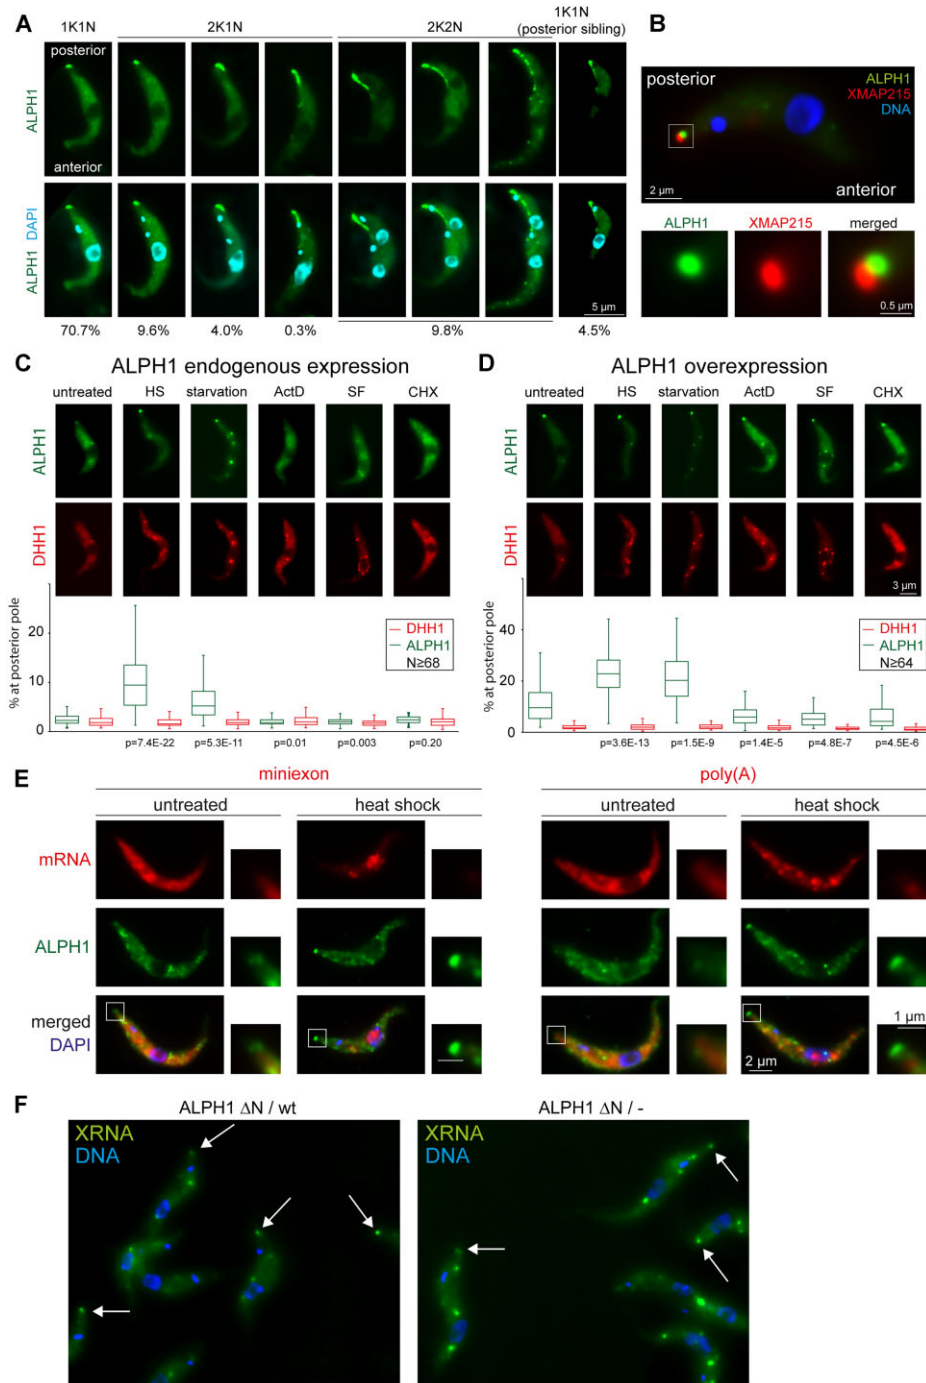 A
1K1N
2K1N
2K2N
1K1N
(posterior sibling)
posterior
anterior
ALPH1
ALPH1 DAPI
5 µm
70.7%
9.6%
4.0%
0.3%
9.8%
4.5%
B
posterior
ALPH1
XMAP215
DNA
2 µm
anterior
ALPH1
XMAP215
merged
0.5 µm
C
ALPH1 endogenous expression
untreated
HS
starvation
ActD
SF
CHX
ALPH1
DHH1
% at posterior pole
20
10
0
DHH1
ALPH1
N≥68
p=7.4E-22
p=5.3E-11
p=0.01
p=0.003
p=0.20
D
ALPH1 overexpression
untreated
HS
starvation
ActD
SF
CHX
ALPH1
DHH1
3 µm
% at posterior pole
40
20
0
DHH1
ALPH1
N≥64
p=3.6E-13
p=1.5E-9
p=1.4E-5
p=4.8E-7
p=4.5E-6
E
miniexon
poly(A)
untreated
heat shock
untreated
heat shock
mRNA
ALPH1
merged
DAPI
1 µm
2 µm
F
ALPH1 ΔN / wt
ALPH1 ΔN / -
XRNA
DNA
XRNA
DNA